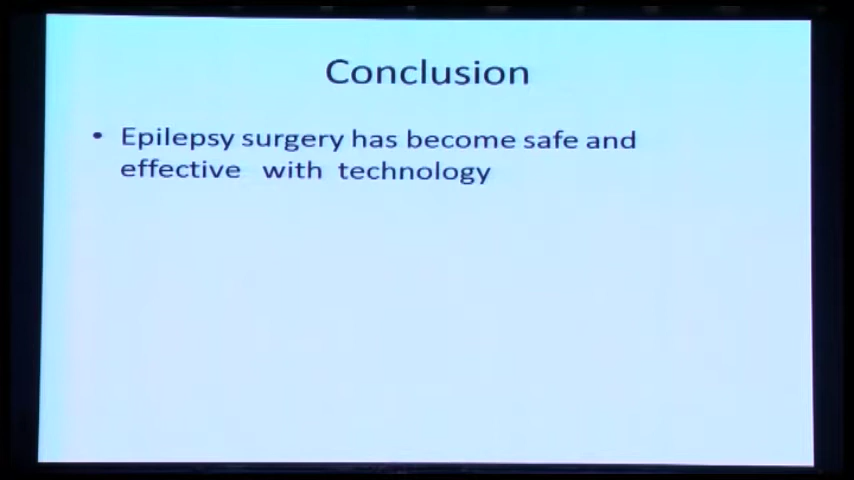 Conclusion
• Epilepsy surgery has become safe and
effective with technology